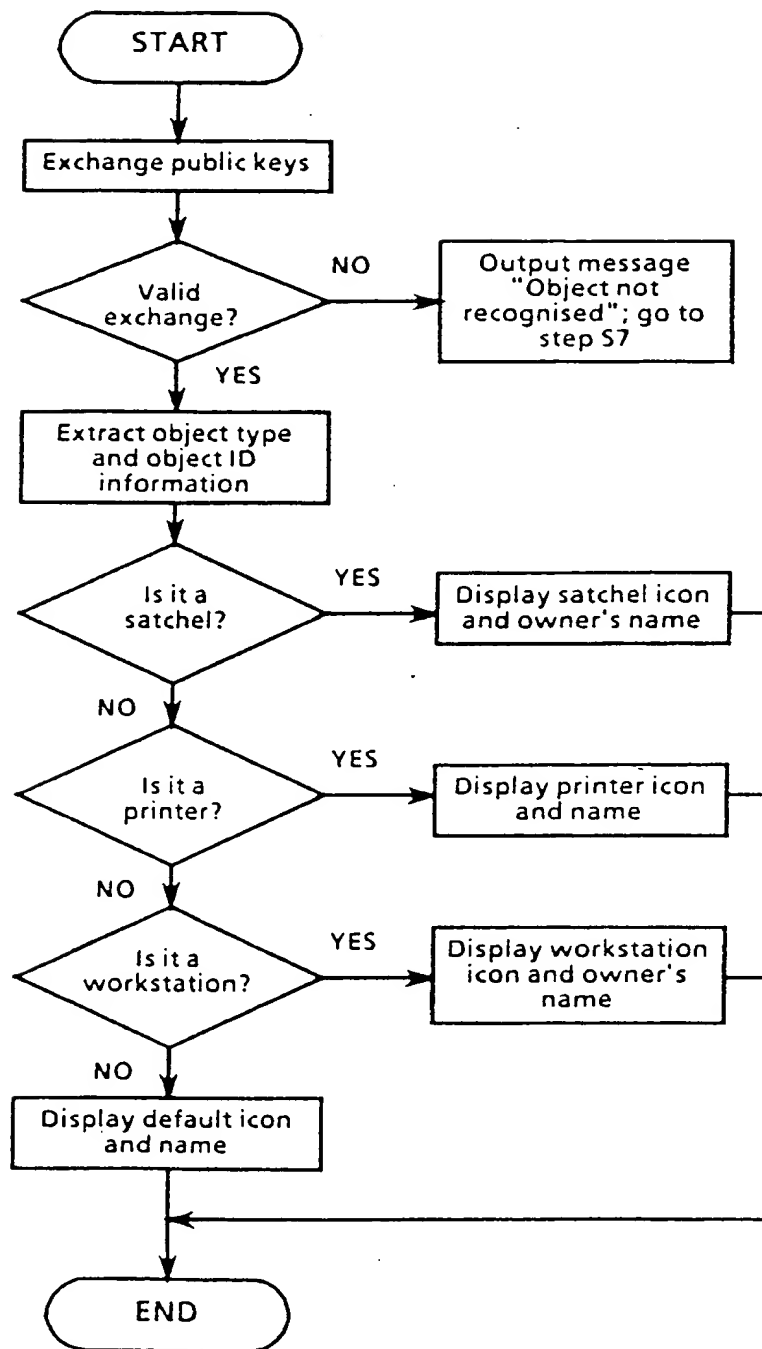 START
Exchange public keys
Valid
exchange?
NO
Output message
"Object not
recognised"; go to
step S7
YES
Extract object type
and object ID
information
Is it a
satchel?
YES
Display satchel icon
and owner's name
NO
Is it a
printer?
YES
Display printer icon
and name
NO
Is it a
workstation?
YES
Display workstation
icon and owner's
name
NO
Display default icon
and name
END